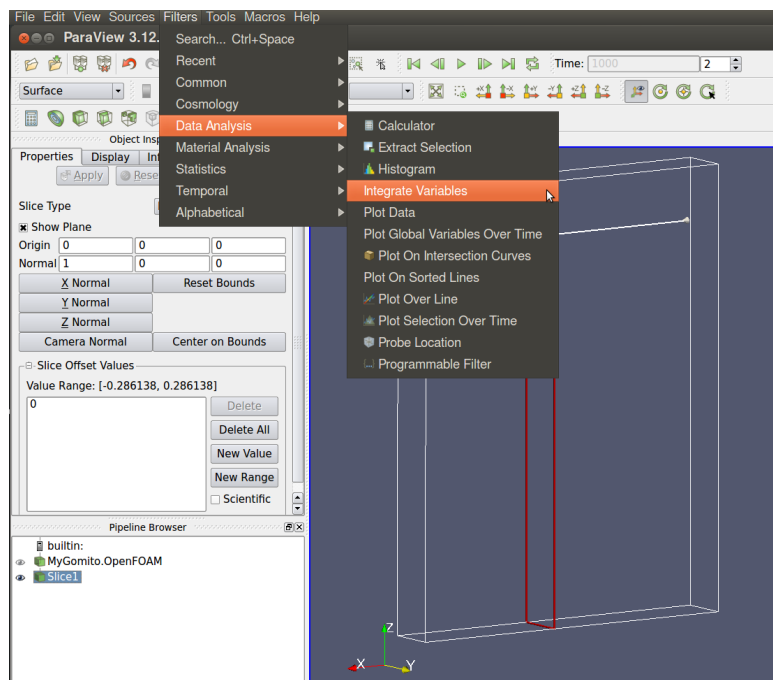 File Edit View Sources Filters Tools Macros Help
ParaView 3.12.
Search... Ctrl+Space
Recent
Common
Cosmology
Data Analysis
Material Analysis
Statistics
Temporal
Alphabetical
Time: 1000 2
Surface
Calculator
Extract Selection
Histogram
Integrate Variables
Plot Data
Plot Global Variables Over Time
Plot On Intersection Curves
Plot On Sorted Lines
Plot Over Line
Plot Selection Over Time
Probe Location
Programmable Filter
Object Insp
Properties Display Inf
Apply Rese
Slice Type
Show Plane
Origin 0 0 0
Normal 1 0 0
X Normal Reset Bounds
Y Normal
Z Normal
Camera Normal Center on Bounds
Slice Offset Values
Value Range: [-0.286138, 0.286138]
0
Delete
Delete All
New Value
New Range
Scientific
Pipeline Browser
builtin:
MyGomito.OpenFOAM
Slice1
Z
X Y